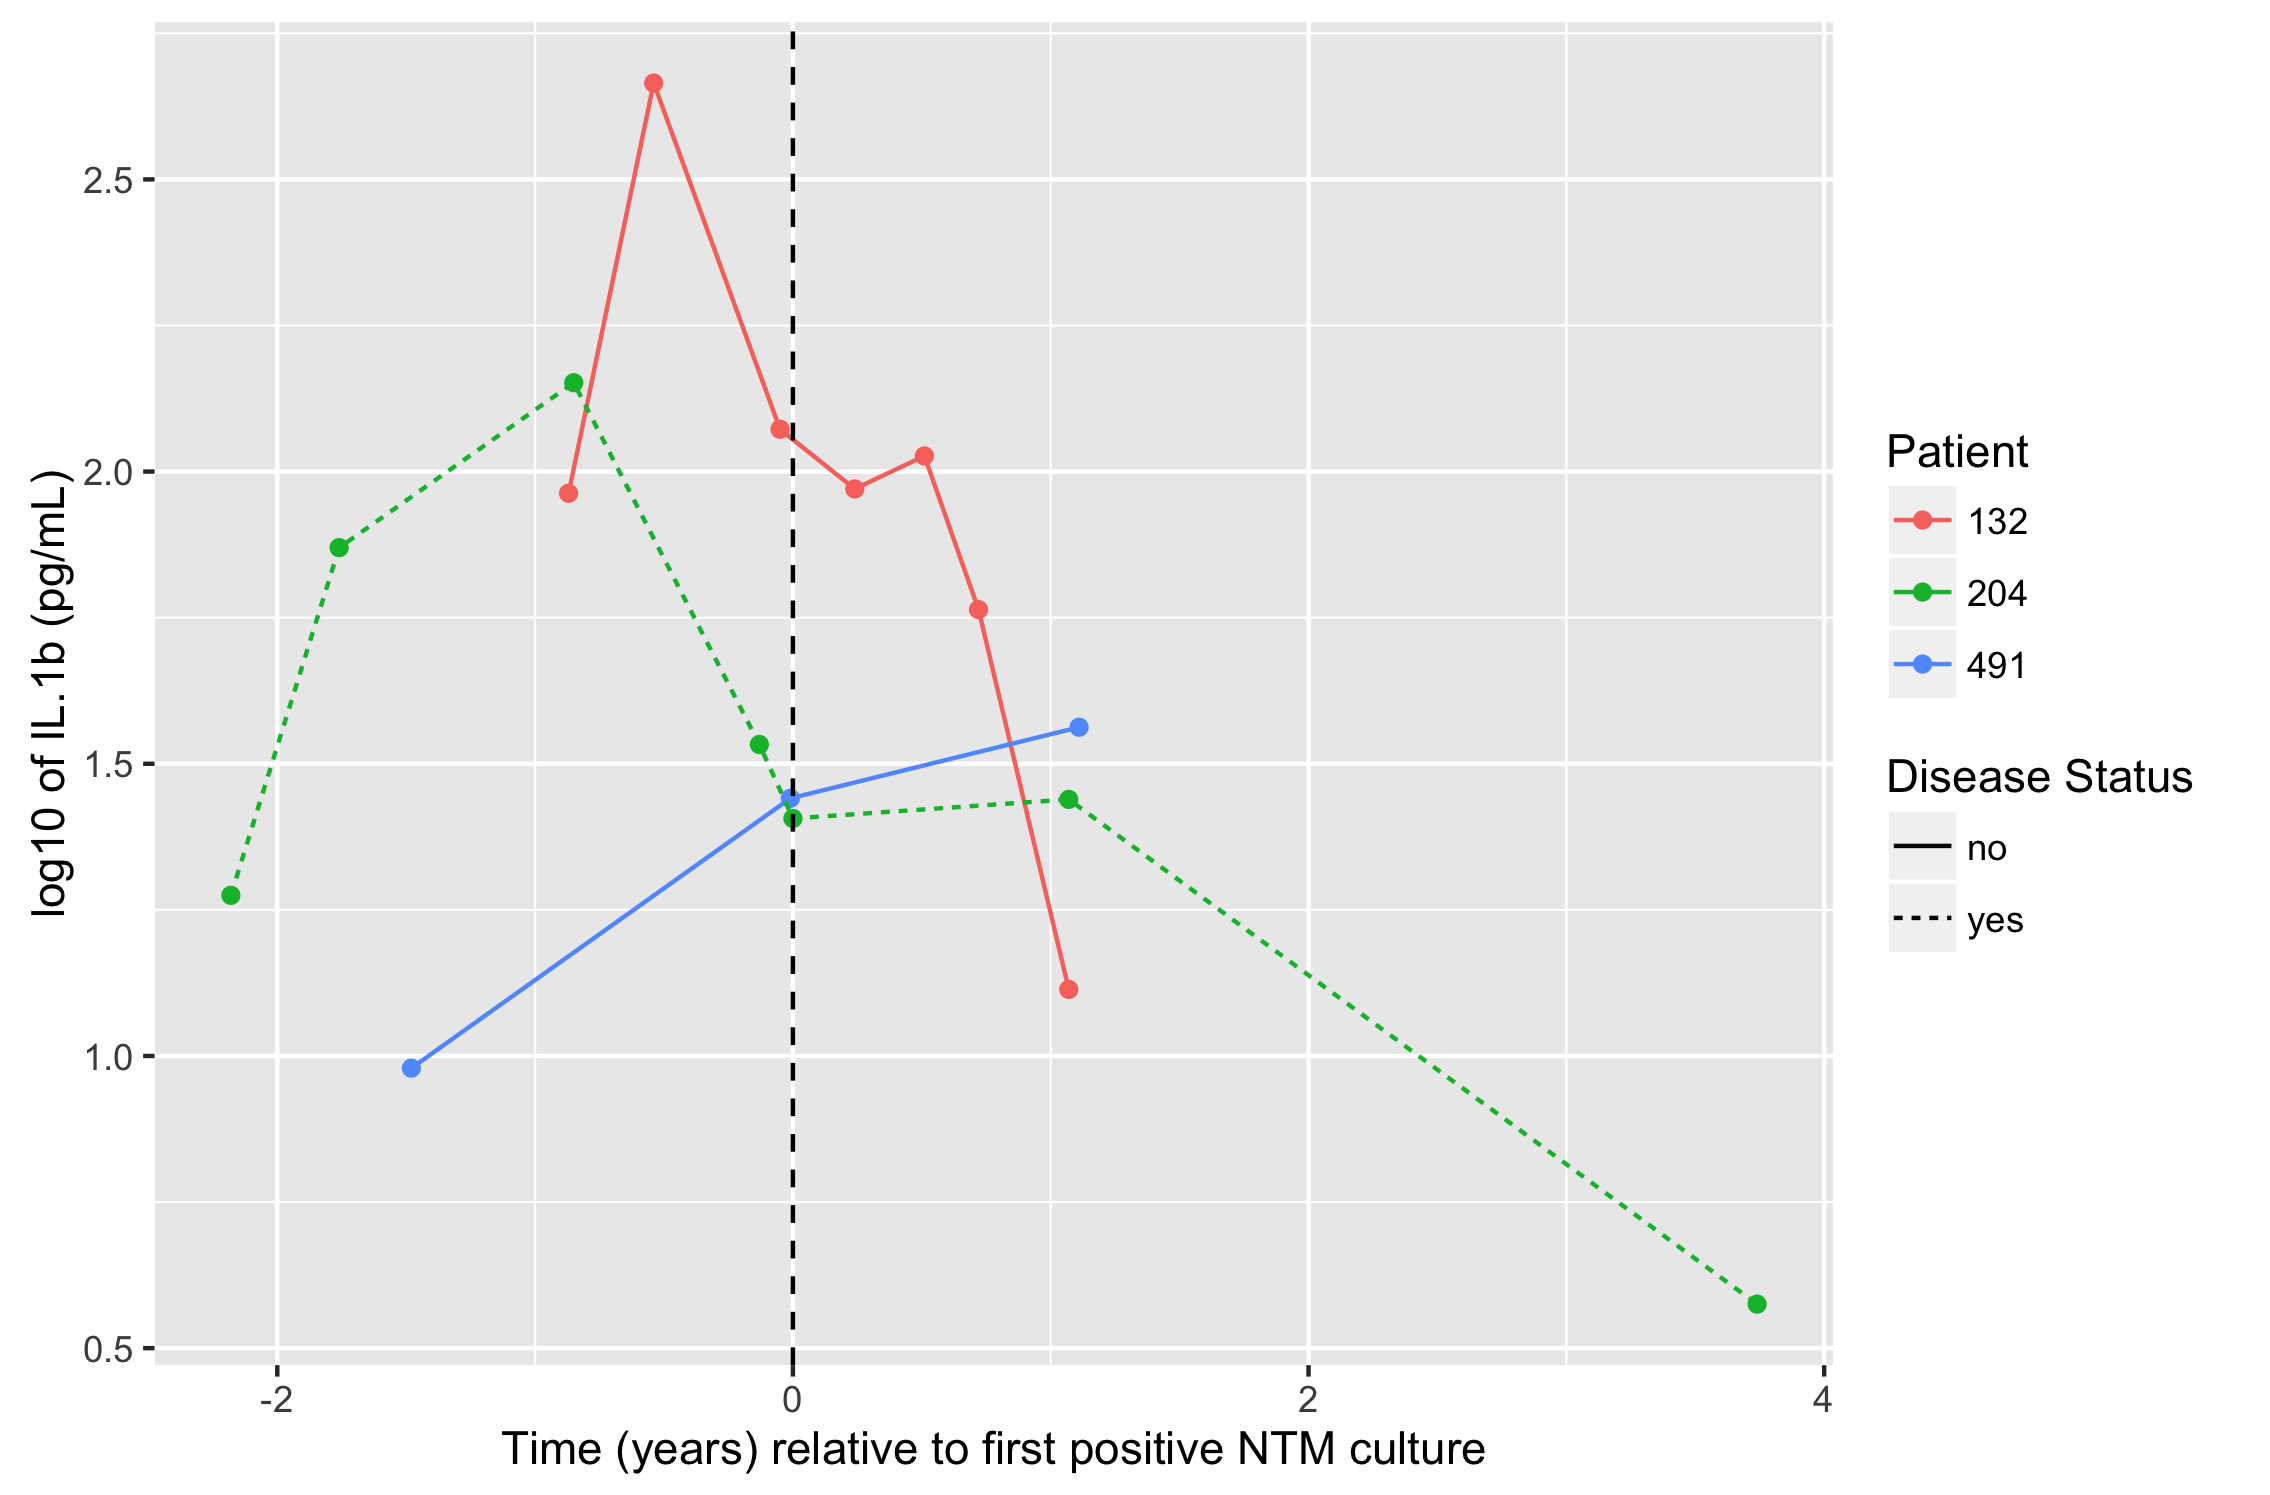 2.5
2.0
1.5
1.0
0.5
log10 of IL.1b (pg/mL)
-2
0
2
4
Time (years) relative to first positive NTM culture
Patient
132
204
491
Disease Status
no
yes